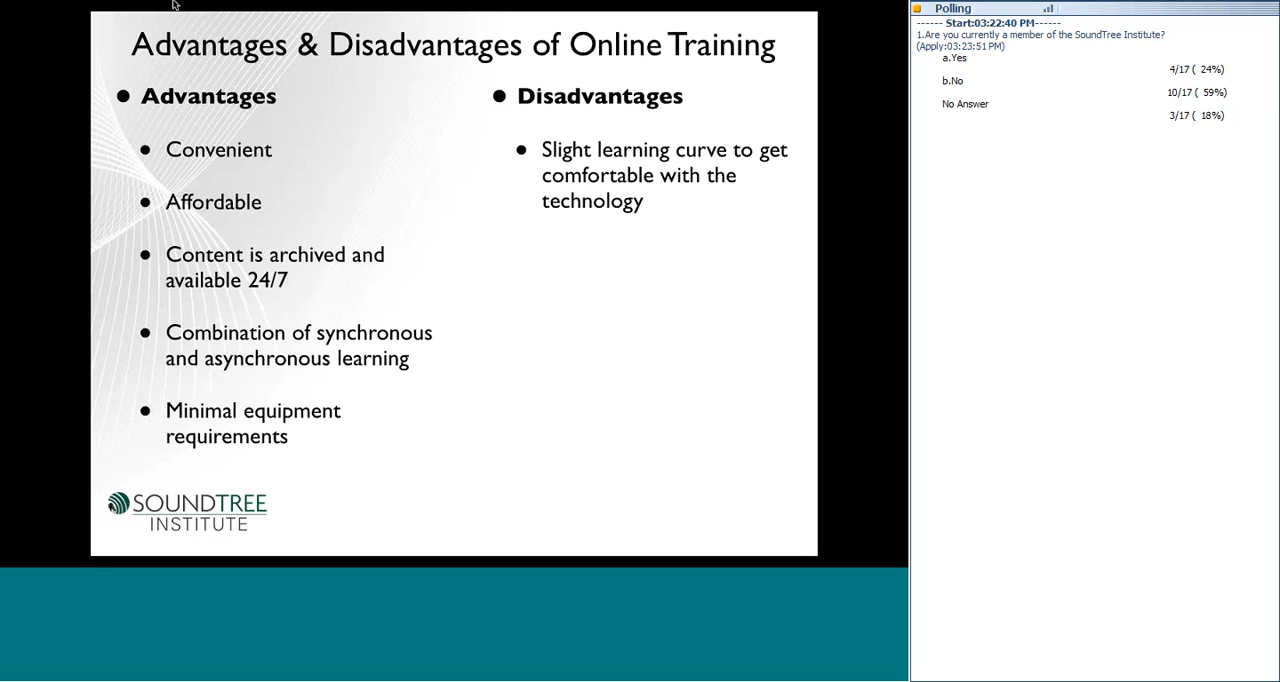 Advantages & Disadvantages of Online Training
● Advantages
● Convenient
● Affordable
● Content is archived and
available 24/7
● Combination of synchronous
and asynchronous learning
● Minimal equipment
requirements
● Disadvantages
● Slight learning curve to get
comfortable with the
technology
SOUNDTREE
INSTITUTE
Polling
------ Start:03:22:40 PM------
1.Are you currently a member of the SoundTree Institute?
(Apply:03:23:51 PM)
a.Yes
4/17 ( 24%)
b.No
10/17 ( 59%)
No Answer
3/17 ( 18%)